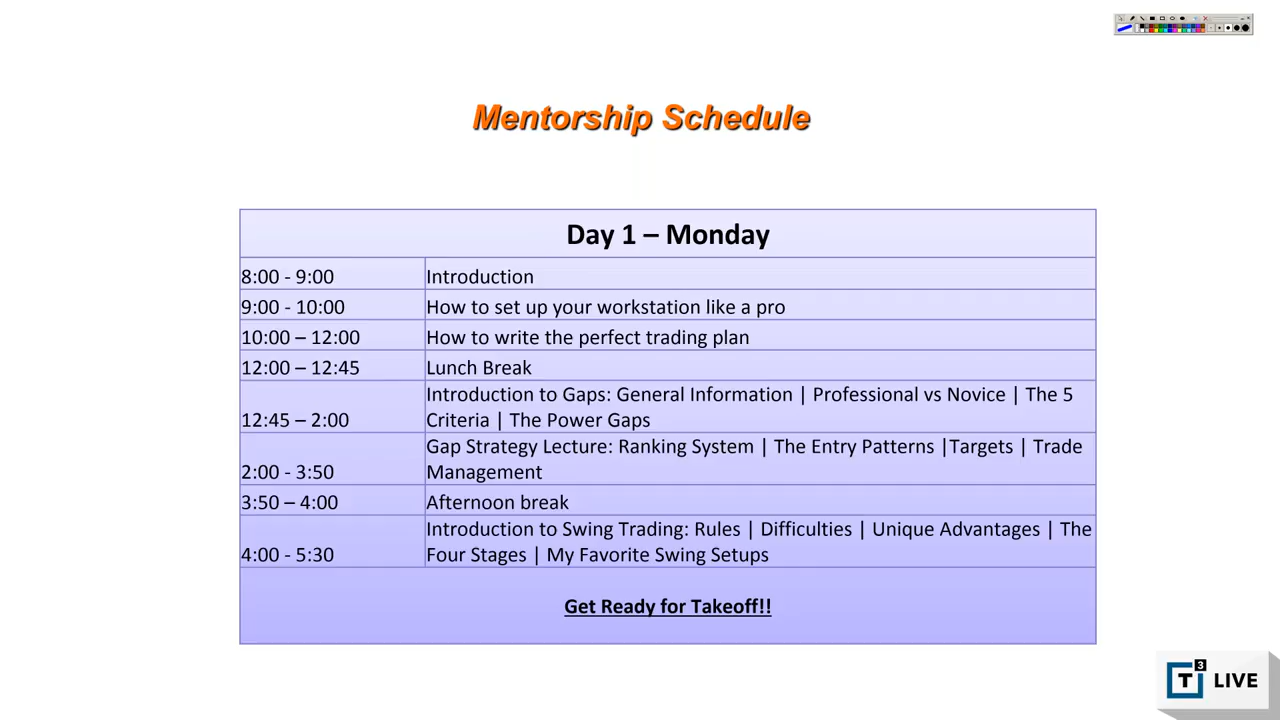 Mentorship Schedule
Day 1 – Monday
8:00 - 9:00 Introduction
9:00 - 10:00 How to set up your workstation like a pro
10:00 – 12:00 How to write the perfect trading plan
12:00 – 12:45 Lunch Break
12:45 – 2:00 Introduction to Gaps: General Information | Professional vs Novice | The 5
Criteria | The Power Gaps
2:00 - 3:50 Gap Strategy Lecture: Ranking System | The Entry Patterns |Targets | Trade
Management
3:50 – 4:00 Afternoon break
4:00 - 5:30 Introduction to Swing Trading: Rules | Difficulties | Unique Advantages | The
Four Stages | My Favorite Swing Setups
Get Ready for Takeoff!!
T3 LIVE